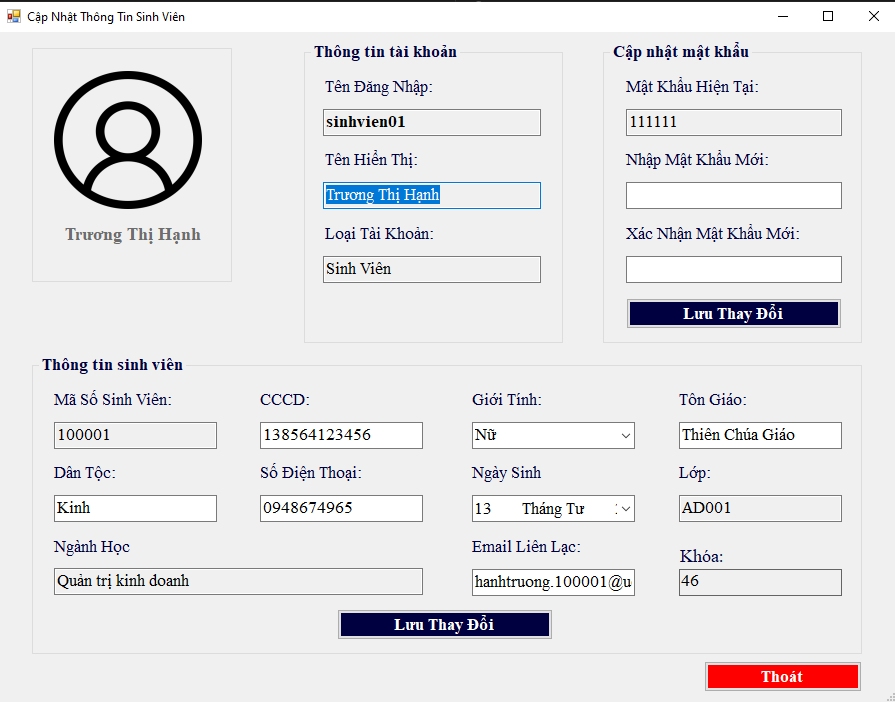 Cập Nhật Thông Tin Sinh Viên
Trương Thị Hạnh
Thông tin tài khoản
Tên Đăng Nhập:
sinhvien01
Tên Hiển Thị:
Trương Thị Hạnh
Loại Tài Khoản:
Sinh Viên
Cập nhật mật khẩu
Mật Khẩu Hiện Tại:
111111
Nhập Mật Khẩu Mới:
Xác Nhận Mật Khẩu Mới:
Lưu Thay Đổi
Thông tin sinh viên
Mã Số Sinh Viên: CCCD: Giới Tính: Tôn Giáo:
100001 138564123456 Nữ Thiên Chúa Giáo
Dân Tộc: Số Điện Thoại: Ngày Sinh Lớp:
Kinh 0948674965 13 Tháng Tư AD001
Ngành Học Email Liên Lạc: Khóa:
Quản trị kinh doanh hanhtruong.100001@u 46
Lưu Thay Đổi
Thoát